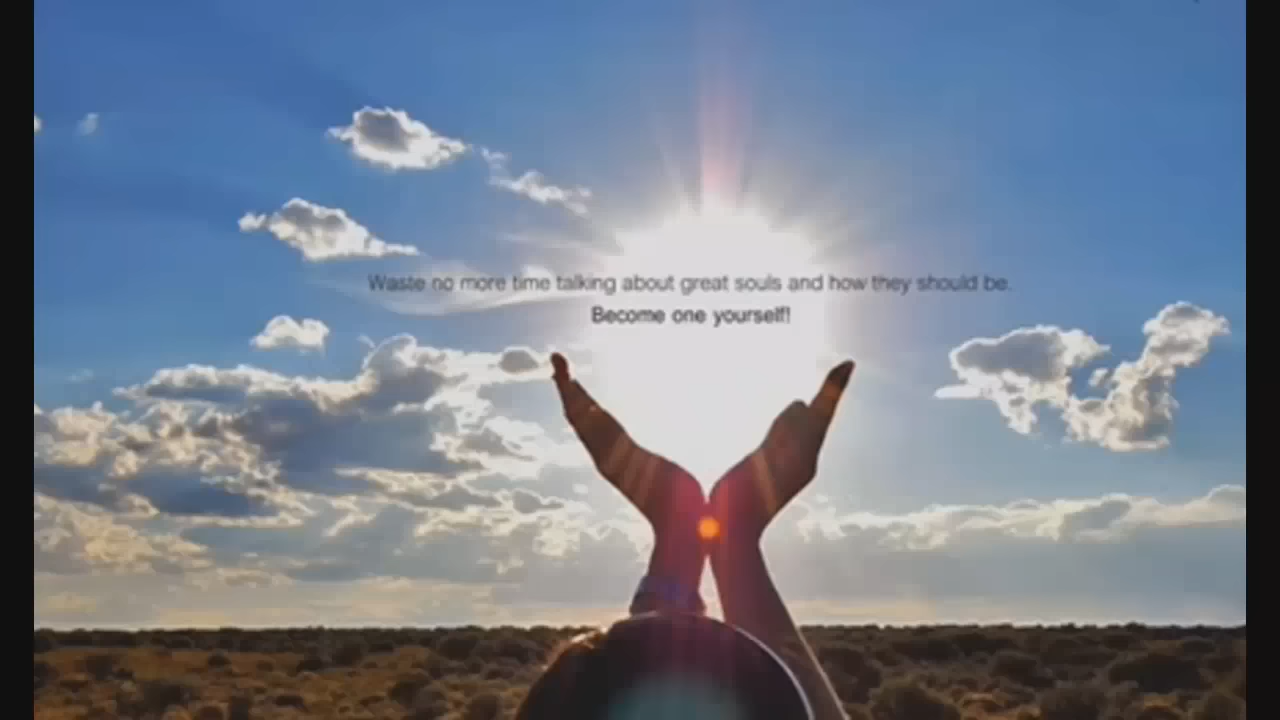 Waste no more time talking about great souls and how they should be.
Become one yourself!